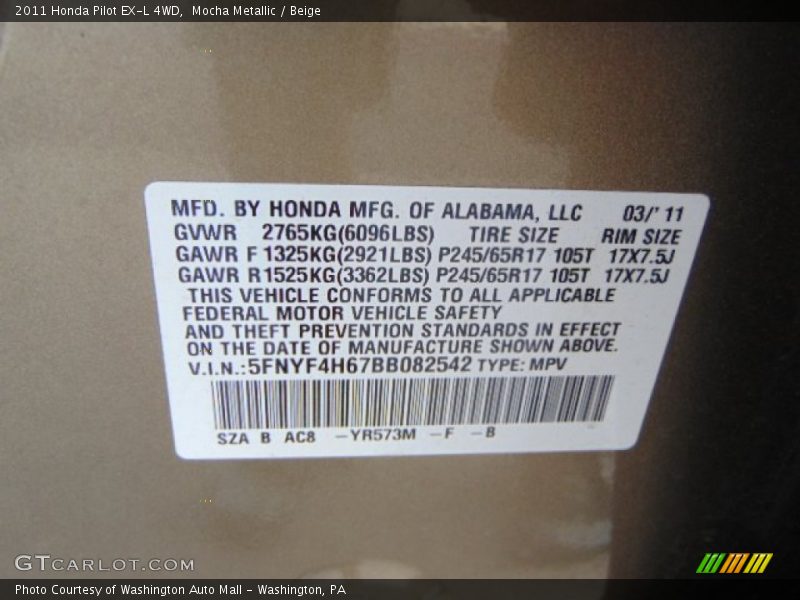 2011 Honda Pilot EX-L 4WD, Mocha Metallic / Beige
MFD. BY HONDA MFG. OF ALABAMA, LLC 03/' 11
GVWR 2765KG(6096LBS) TIRE SIZE RIM SIZE
GAWR F 1325KG(2921LBS) P245/65R17 105T 17X7.5J
GAWR R 1525KG(3362LBS) P245/65R17 105T 17X7.5J
THIS VEHICLE CONFORMS TO ALL APPLICABLE
FEDERAL MOTOR VEHICLE SAFETY
AND THEFT PREVENTION STANDARDS IN EFFECT
ON THE DATE OF MANUFACTURE SHOWN ABOVE.
V.I.N.:5FNYF4H67BB082542 TYPE: MPV
SZA B AC8 -YR573M -F -B
GTCARLOT.COM
Photo Courtesy of Washington Auto Mall - Washington, PA